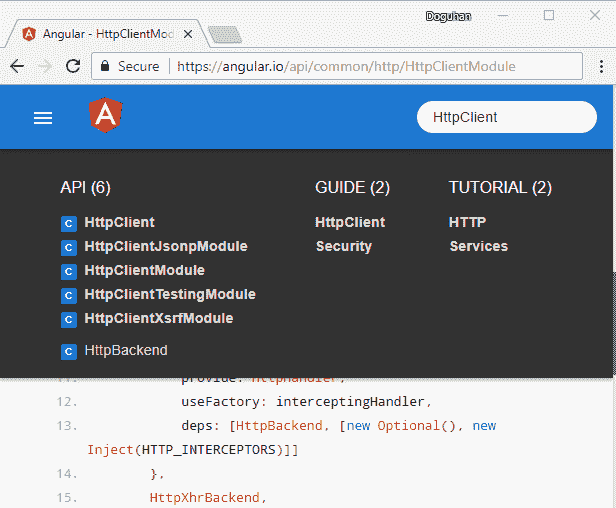 Doguhan
Angular - HttpClientMod
Secure | https://angular.io/api/common/http/HttpClientModule
HttpClient
API (6) GUIDE (2) TUTORIAL (2)
C HttpClient HttpClient HTTP
C HttpClientJsonpModule Security Services
C HttpClientModule
C HttpClientTestingModule
C HttpClientXsrfModule
C HttpBackend
11. provide: HttpHandler,
12. useFactory: interceptingHandler,
13. deps: [HttpBackend, [new Optional(), new
Inject(HTTP_INTERCEPTORS)]]
14. },
15. HttpXhrBackend,